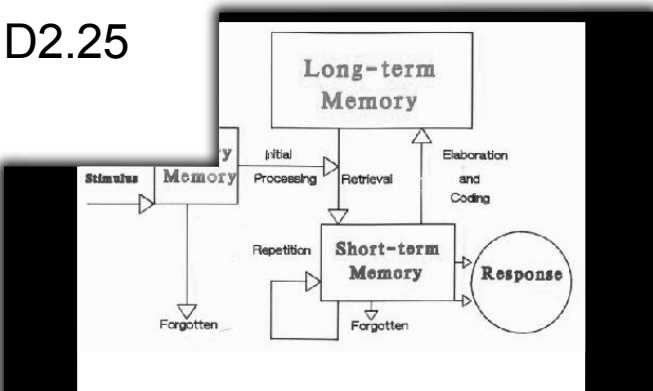 D2.25
Long-term
Memory
Initial
Processing
Retrieval
Elaboration
and
Coding
Stimulus
Memory
Repetition
Short-term
Memory
Response
Forgotten
Forgotten